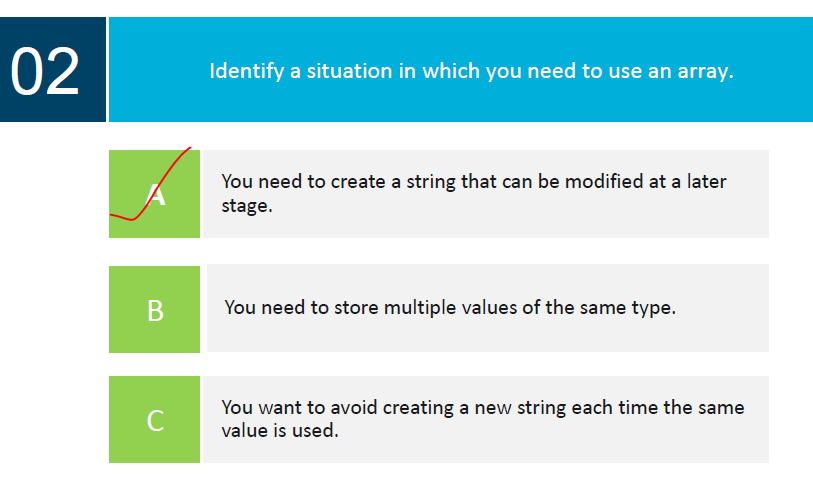 02
Identify a situation in which you need to use an array.
A
You need to create a string that can be modified at a later
stage.
B
You need to store multiple values of the same type.
C
You want to avoid creating a new string each time the same
value is used.